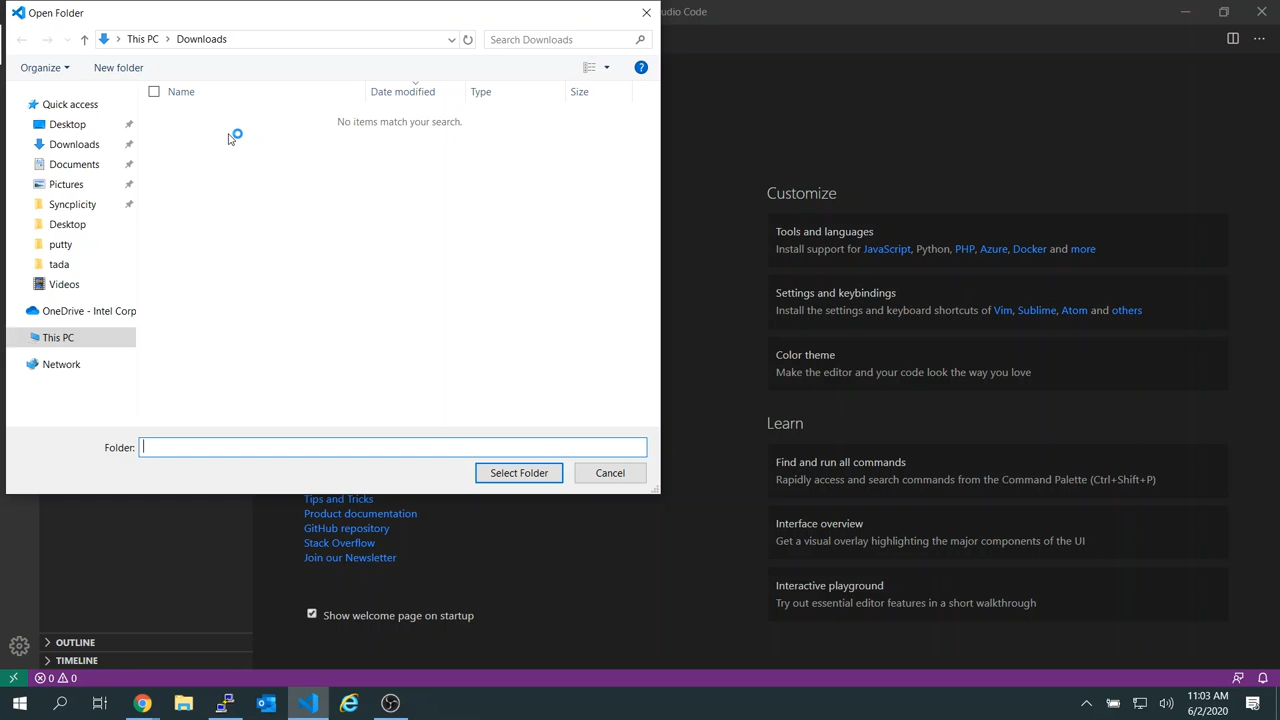 Open Folder
udio Code
This PC
Downloads
Search Downloads
Organize
New folder
?
Name
Date modified
Type
Size
No items match your search.
Quick access
Desktop
Downloads
Documents
Pictures
Syncplicity
Desktop
putty
tada
Videos
OneDrive - Intel Corp
This PC
Network
Folder:
Select Folder
Cancel
Customize
Tools and languages
Install support for JavaScript, Python, PHP, Azure, Docker and more
Settings and keybindings
Install the settings and keyboard shortcuts of Vim, Sublime, Atom and others
Color theme
Make the editor and your code look the way you love
Learn
Find and run all commands
Rapidly access and search commands from the Command Palette (Ctrl+Shift+P)
Interface overview
Get a visual overlay highlighting the major components of the UI
Interactive playground
Try out essential editor features in a short walkthrough
Tips and Tricks
Product documentation
GitHub repository
Stack Overflow
Join our Newsletter
Show welcome page on startup
OUTLINE
TIMELINE
0 0
11:03 AM
6/2/2020